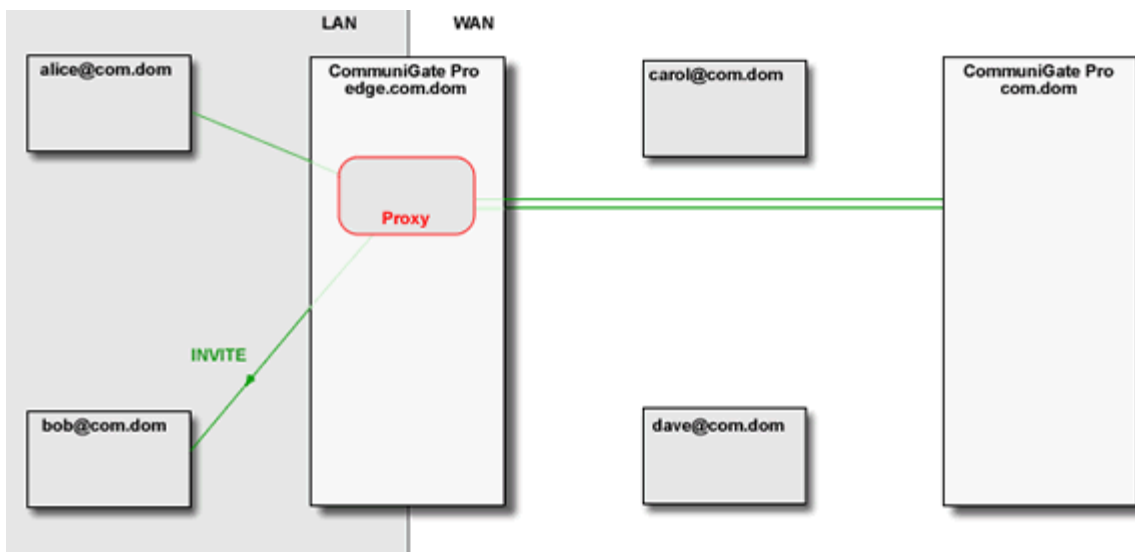 LAN
WAN
alice@com.dom
CommuniGate Pro
edge.com.dom
carol@com.dom
CommuniGate Pro
com.dom
Proxy
INVITE
bob@com.dom
dave@com.dom